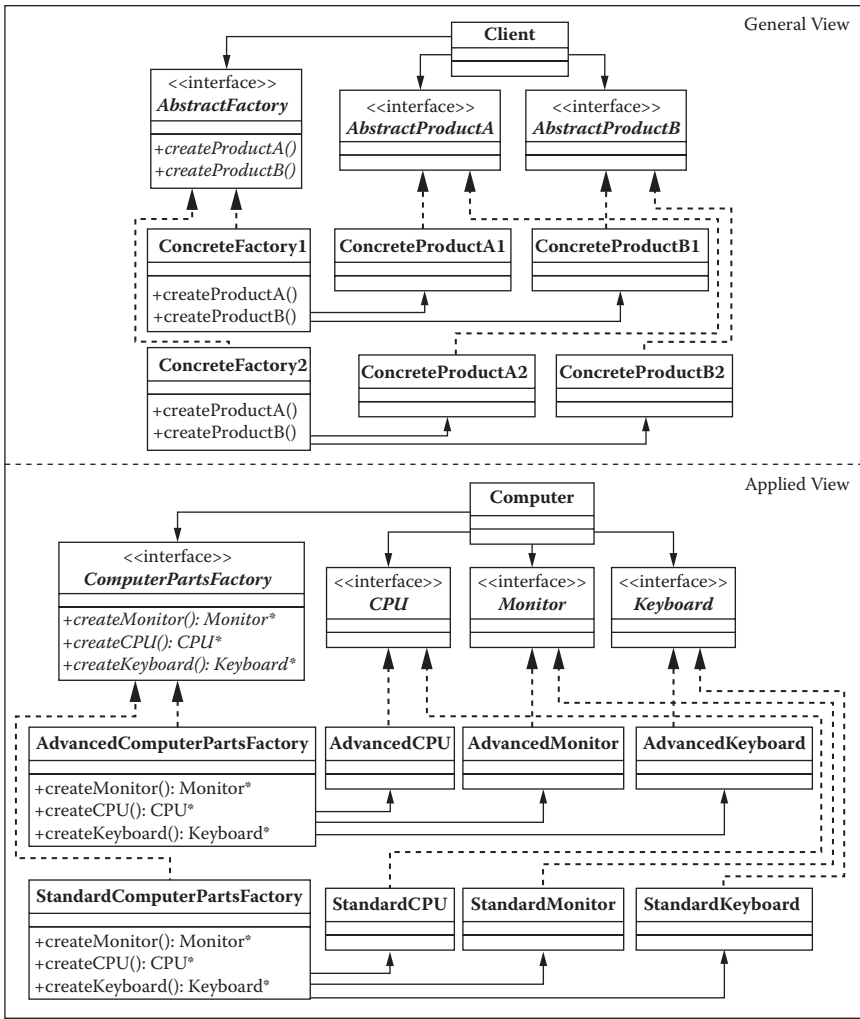 General View
Client
<<interface>>
AbstractFactory
+createProductA()
+createProductB()
<<interface>>
AbstractProductA
<<interface>>
AbstractProductB
ConcreteFactory1
+createProductA()
+createProductB()
ConcreteProductA1
ConcreteProductB1
ConcreteFactory2
+createProductA()
+createProductB()
ConcreteProductA2
ConcreteProductB2
Applied View
Computer
<<interface>>
ComputerPartsFactory
+createMonitor(): Monitor*
+createCPU(): CPU*
+createKeyboard(): Keyboard*
<<interface>>
CPU
<<interface>>
Monitor
<<interface>>
Keyboard
AdvancedComputerPartsFactory
+createMonitor(): Monitor*
+createCPU(): CPU*
+createKeyboard(): Keyboard*
AdvancedCPU
AdvancedMonitor
AdvancedKeyboard
StandardComputerPartsFactory
+createMonitor(): Monitor*
+createCPU(): CPU*
+createKeyboard(): Keyboard*
StandardCPU
StandardMonitor
StandardKeyboard